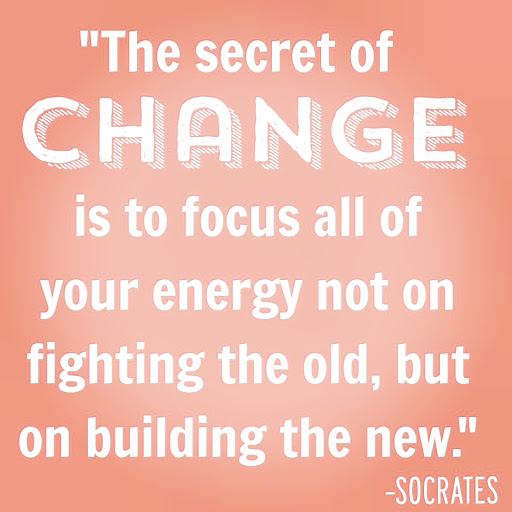 "The secret of
CHANGE
is to focus all of
your energy not on
fighting the old, but
on building the new."
-SOCRATES